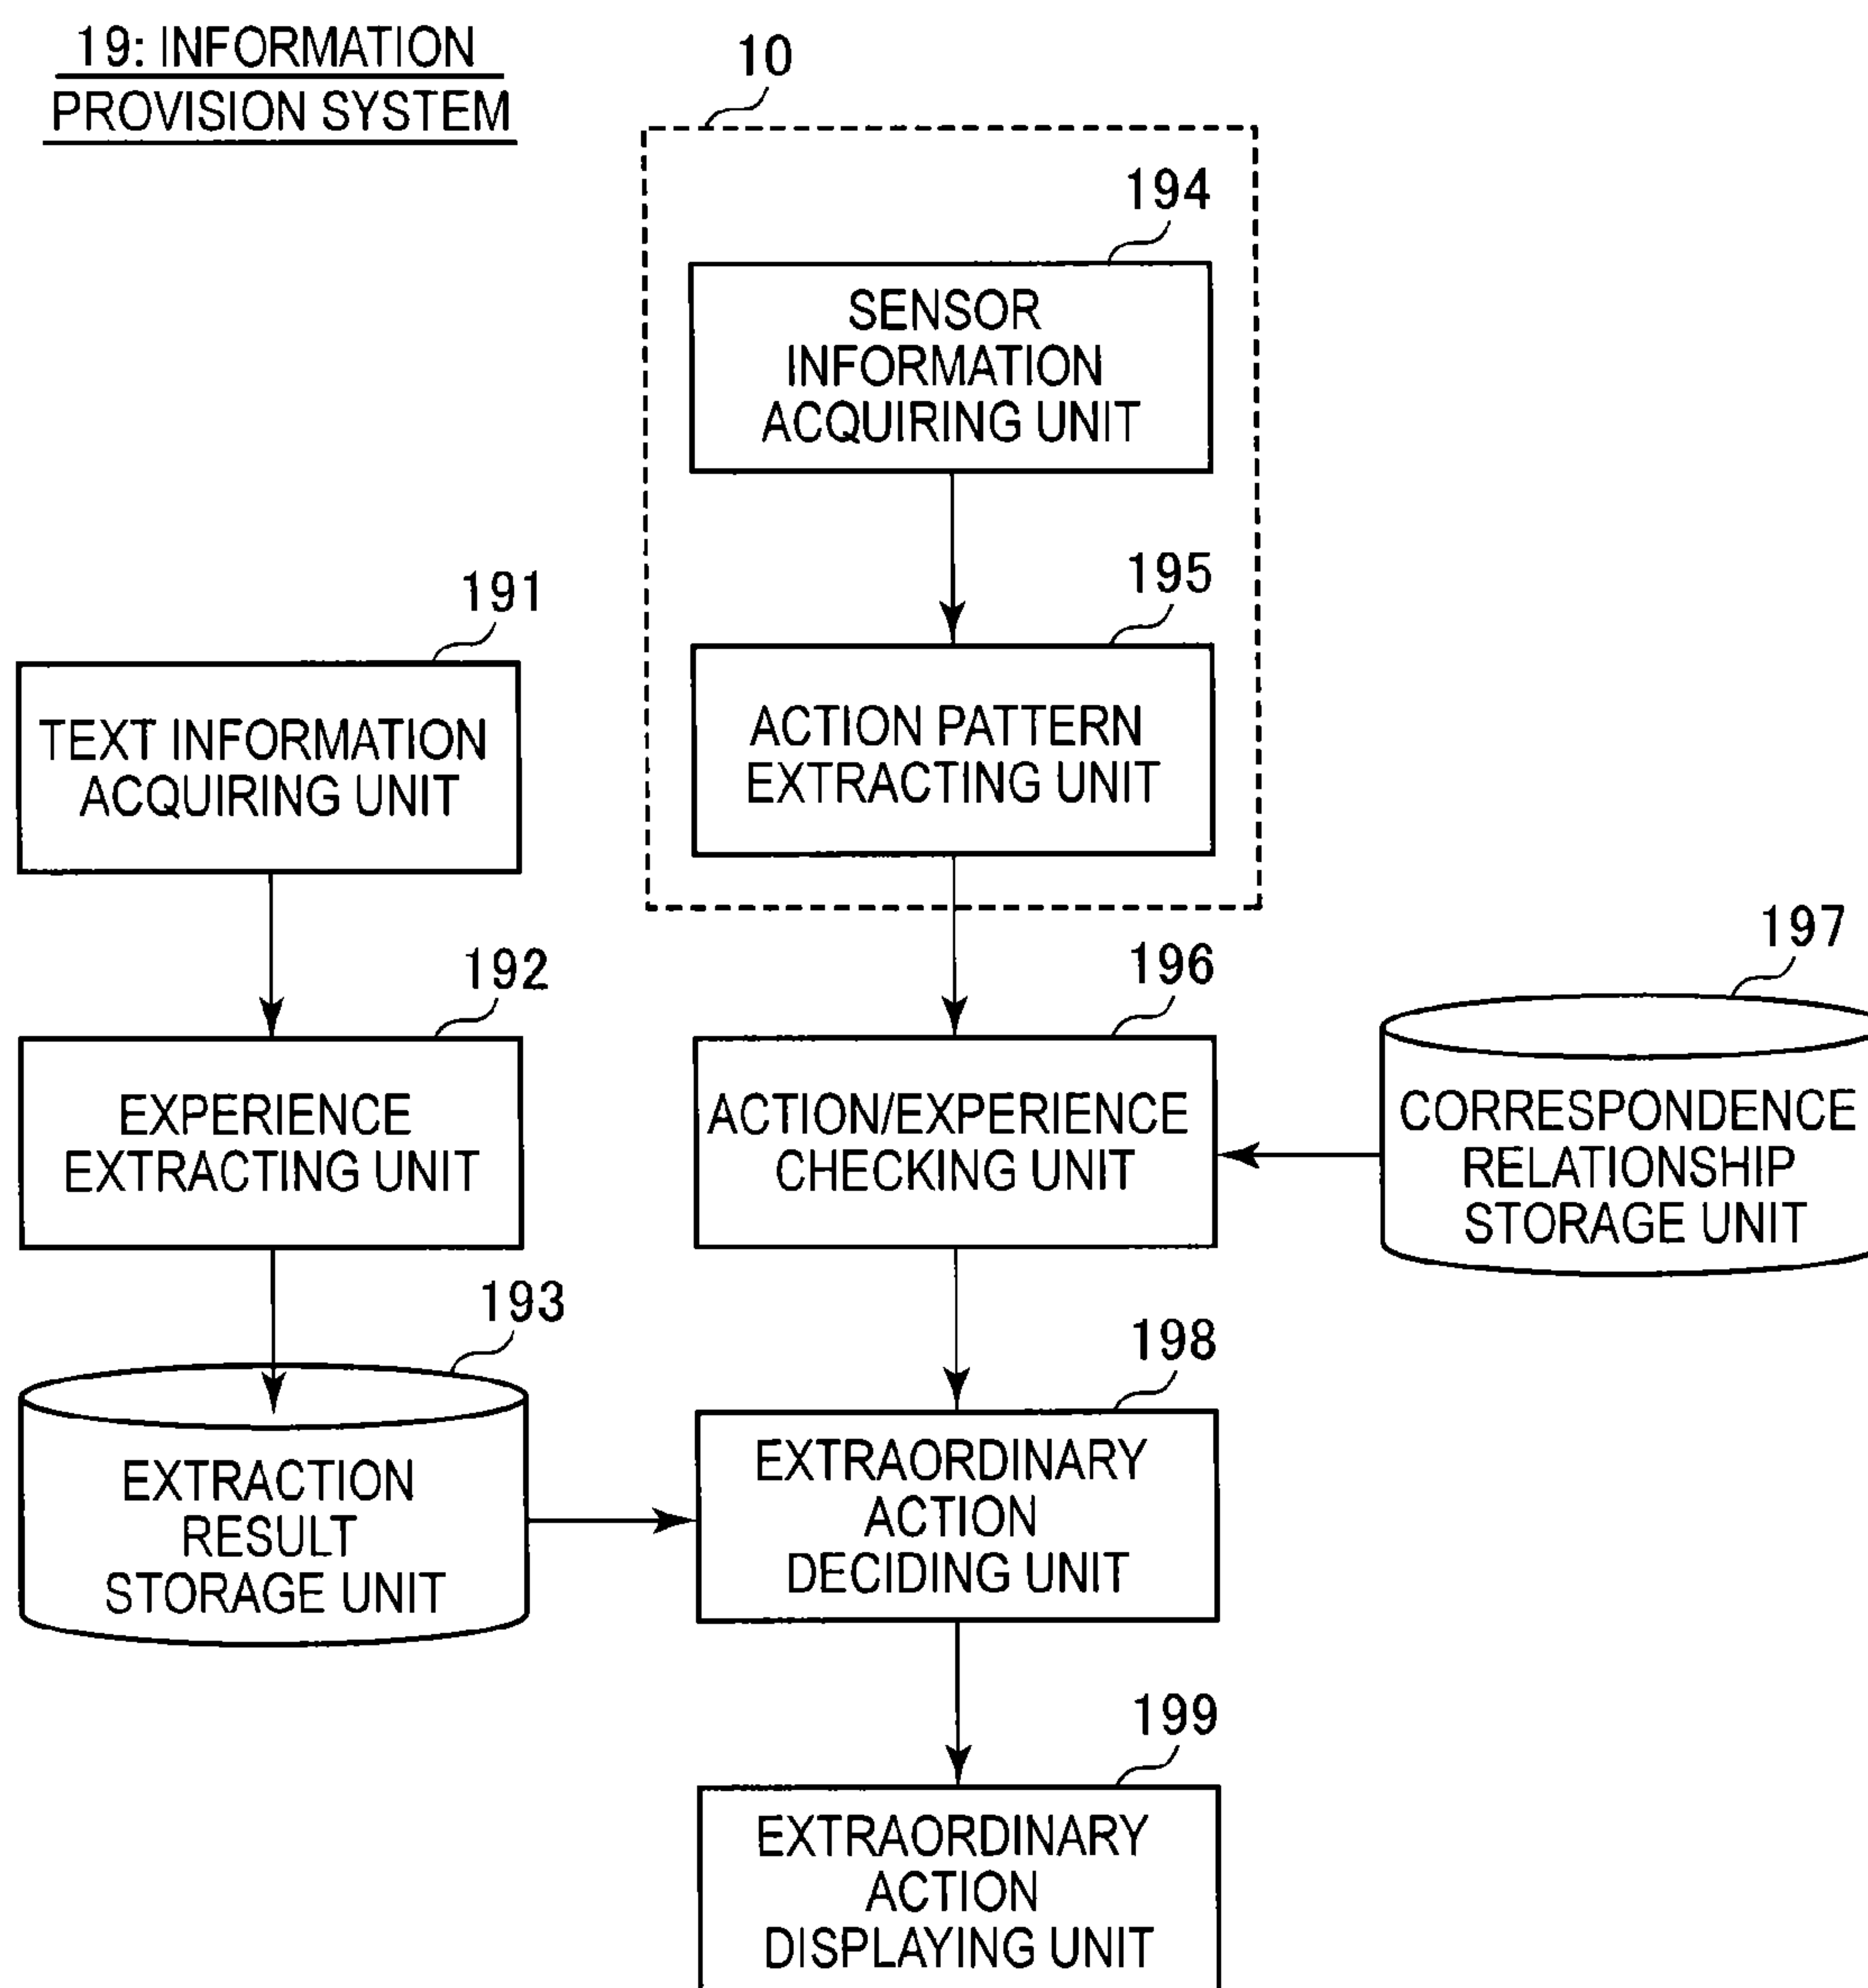 19: INFORMATION
PROVISION SYSTEM
10
194
SENSOR
INFORMATION
ACQUIRING UNIT
195
ACTION PATTERN
EXTRACTING UNIT
191
TEXT INFORMATION
ACQUIRING UNIT
192
EXPERIENCE
EXTRACTING UNIT
196
ACTION/EXPERIENCE
CHECKING UNIT
197
CORRESPONDENCE
RELATIONSHIP
STORAGE UNIT
193
EXTRACTION
RESULT
STORAGE UNIT
198
EXTRAORDINARY
ACTION
DECIDING UNIT
199
EXTRAORDINARY
ACTION
DISPLAYING UNIT